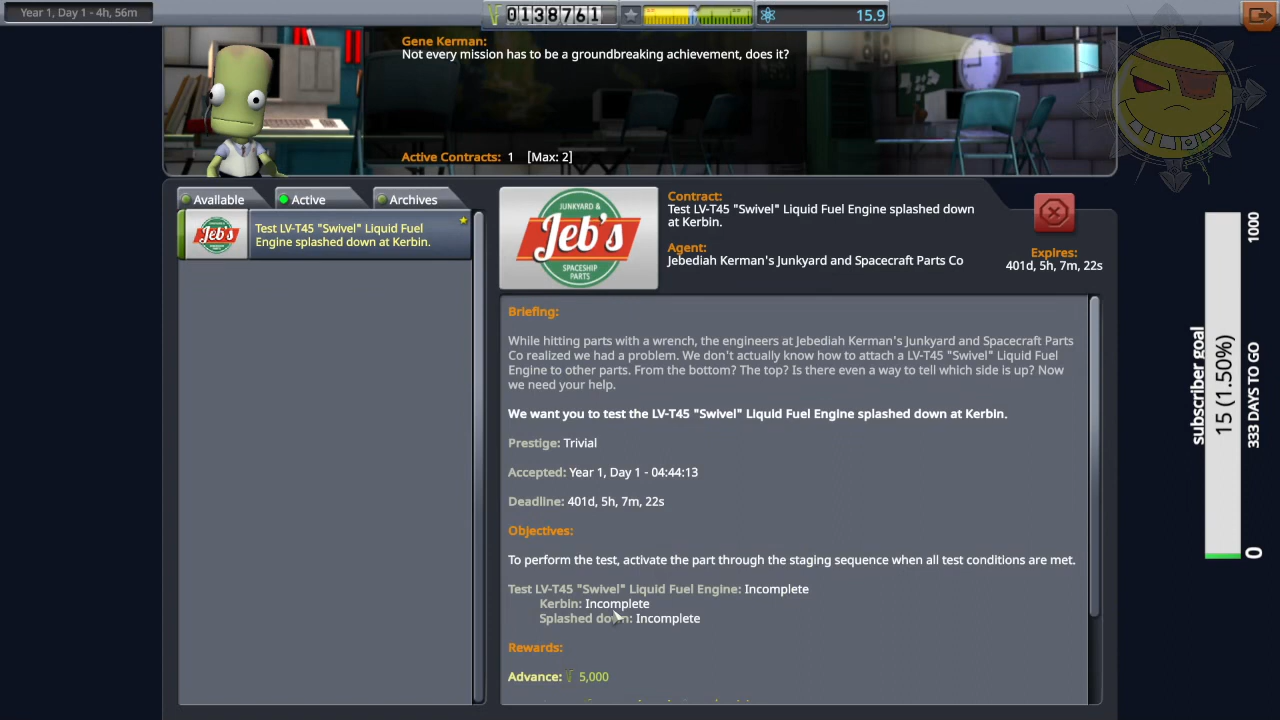 Year 1, Day 1 - 4h, 56m
0138761
15.9
Gene Kerman:
Not every mission has to be a groundbreaking achievement, does it?
Active Contracts: 1 [Max: 2]
Available
Active
Archives
JUNKYARD &
Jeb's
SPACESHIP
PARTS
Contract:
Test LV-T45 "Swivel" Liquid Fuel Engine splashed down
at Kerbin.
Agent:
Jebediah Kerman's Junkyard and Spacecraft Parts Co
Expires:
401d, 5h, 7m, 22s
Jeb's
Test LV-T45 "Swivel" Liquid Fuel
Engine splashed down at Kerbin.
Briefing:
While hitting parts with a wrench, the engineers at Jebediah Kerman's Junkyard and Spacecraft Parts
Co realized we had a problem. We don't actually know how to attach a LV-T45 "Swivel" Liquid Fuel
Engine to other parts. From the bottom? The top? Is there even a way to tell which side is up? Now
we need your help.
We want you to test the LV-T45 "Swivel" Liquid Fuel Engine splashed down at Kerbin.
Prestige: Trivial
Accepted: Year 1, Day 1 - 04:44:13
Deadline: 401d, 5h, 7m, 22s
Objectives:
To perform the test, activate the part through the staging sequence when all test conditions are met.
Test LV-T45 "Swivel" Liquid Fuel Engine: Incomplete
Kerbin: Incomplete
Splashed down: Incomplete
Rewards:
Advance: 5,000
subscriber goal
15 (1.50%)
333 DAYS TO GO
0
1000